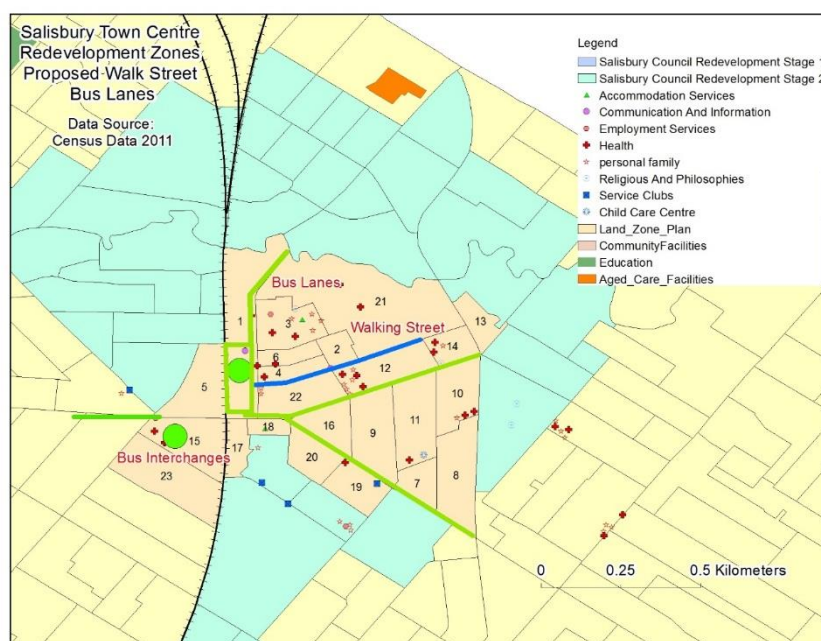 Salisbury Town Centre
Redevelopment Zones
Proposed Walk Street
Bus Lanes
Data Source:
Census Data 2011
Legend
Salisbury Council Redevelopment Stage 1
Salisbury Council Redevelopment Stage 2
Accommodation Services
Communication And Information
Employment Services
Health
personal family
Religious And Philosophies
Service Clubs
Child Care Centre
Land_Zone_Plan
CommunityFacilities
Education
Aged_Care_Facilities
Bus Lanes
21
1
3
Walking Street
13
2
14
6
12
4
5
22
10
18
16
9
11
15
17
Bus Interchanges
20
23
19
7
8
0 0.25 0.5 Kilometers